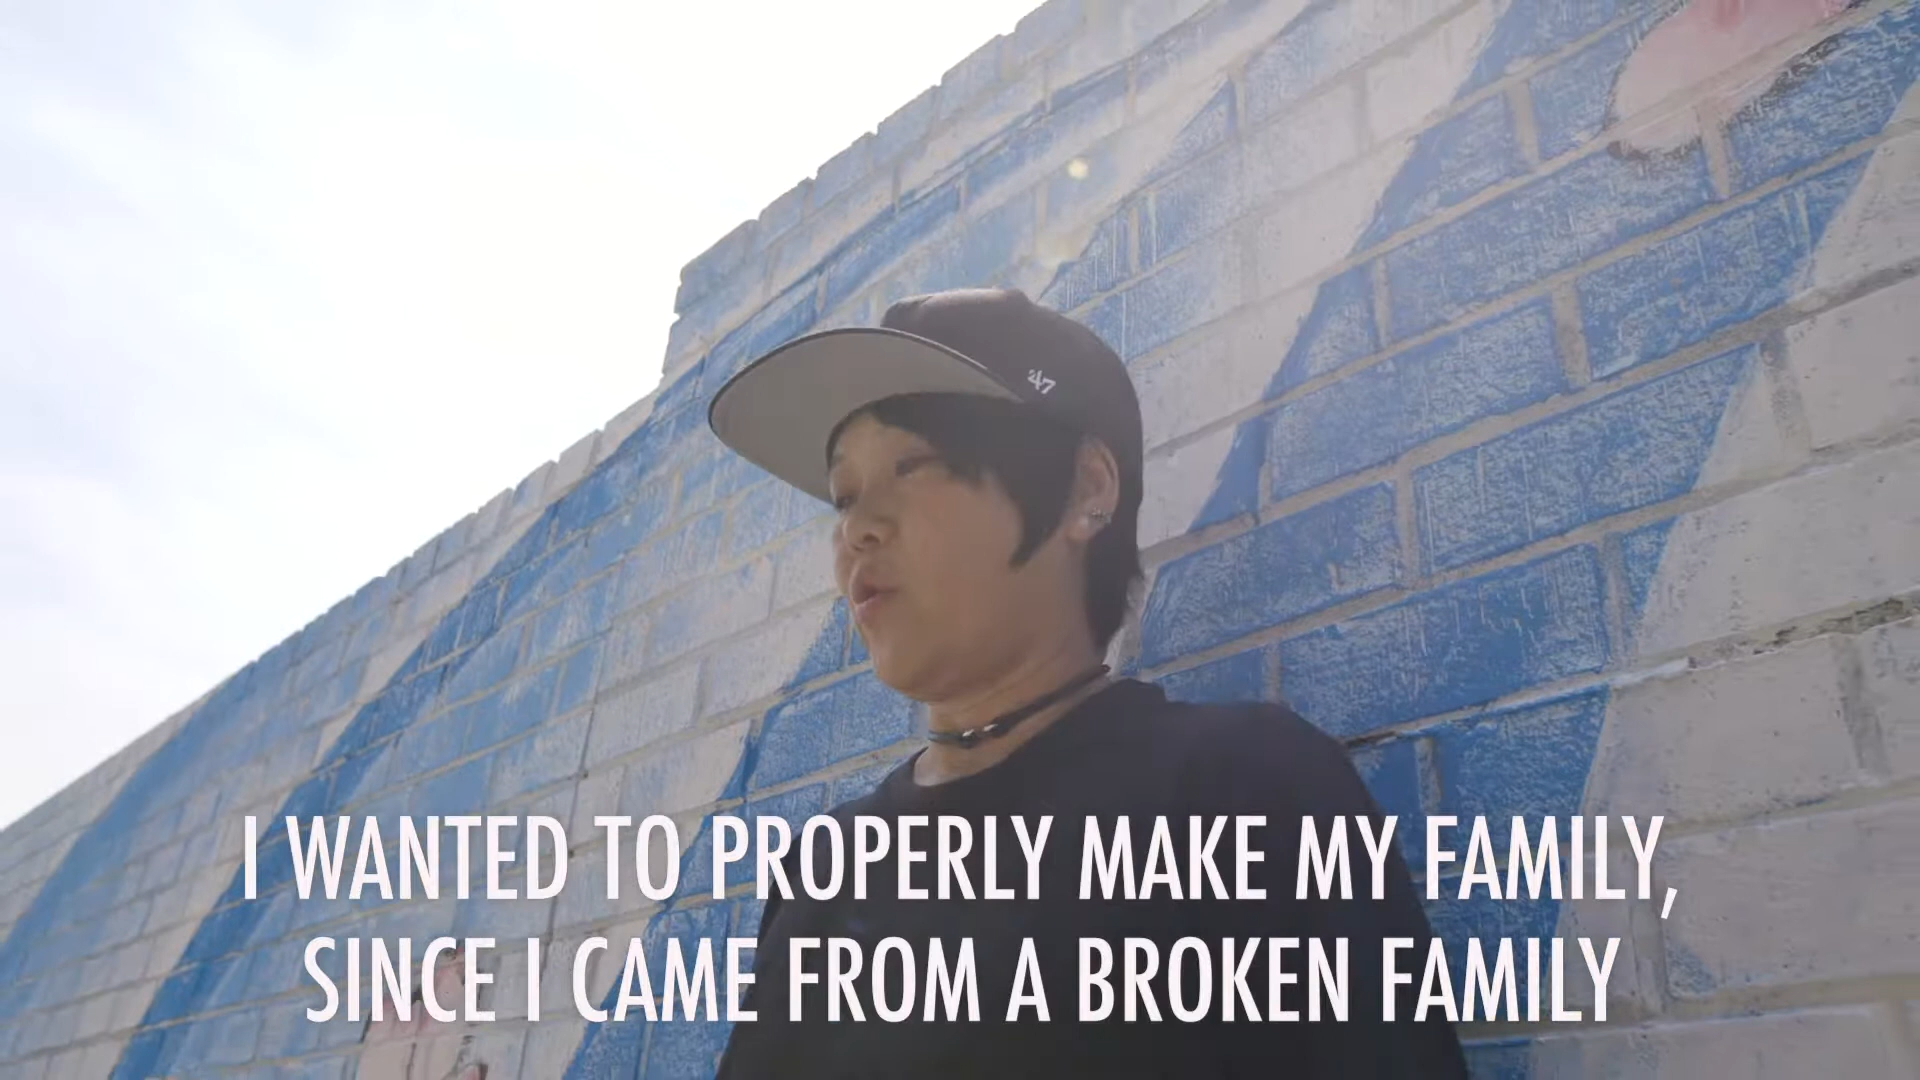 '47
I WANTED TO PROPERLY MAKE MY FAMILY,
SINCE I CAME FROM A BROKEN FAMILY